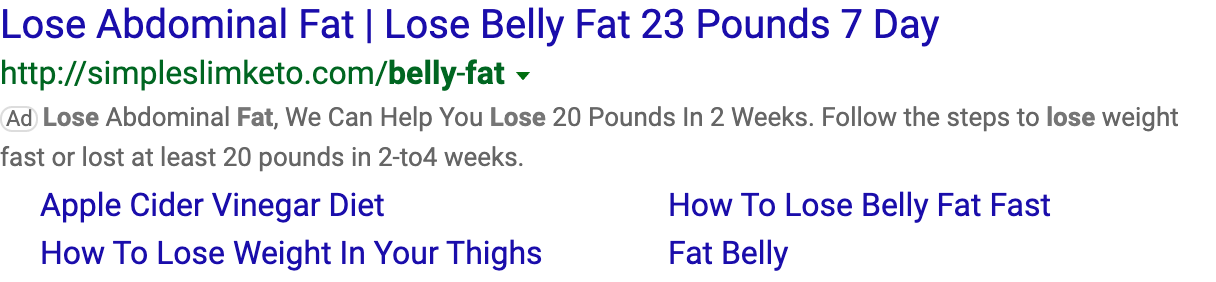 Lose Abdominal Fat | Lose Belly Fat 23 Pounds 7 Day
http://simpleslimketo.com/belly-fat
Ad Lose Abdominal Fat, We Can Help You Lose 20 Pounds In 2 Weeks. Follow the steps to lose weight
fast or lost at least 20 pounds in 2-to4 weeks.
Apple Cider Vinegar Diet How To Lose Belly Fat Fast
How To Lose Weight In Your Thighs Fat Belly